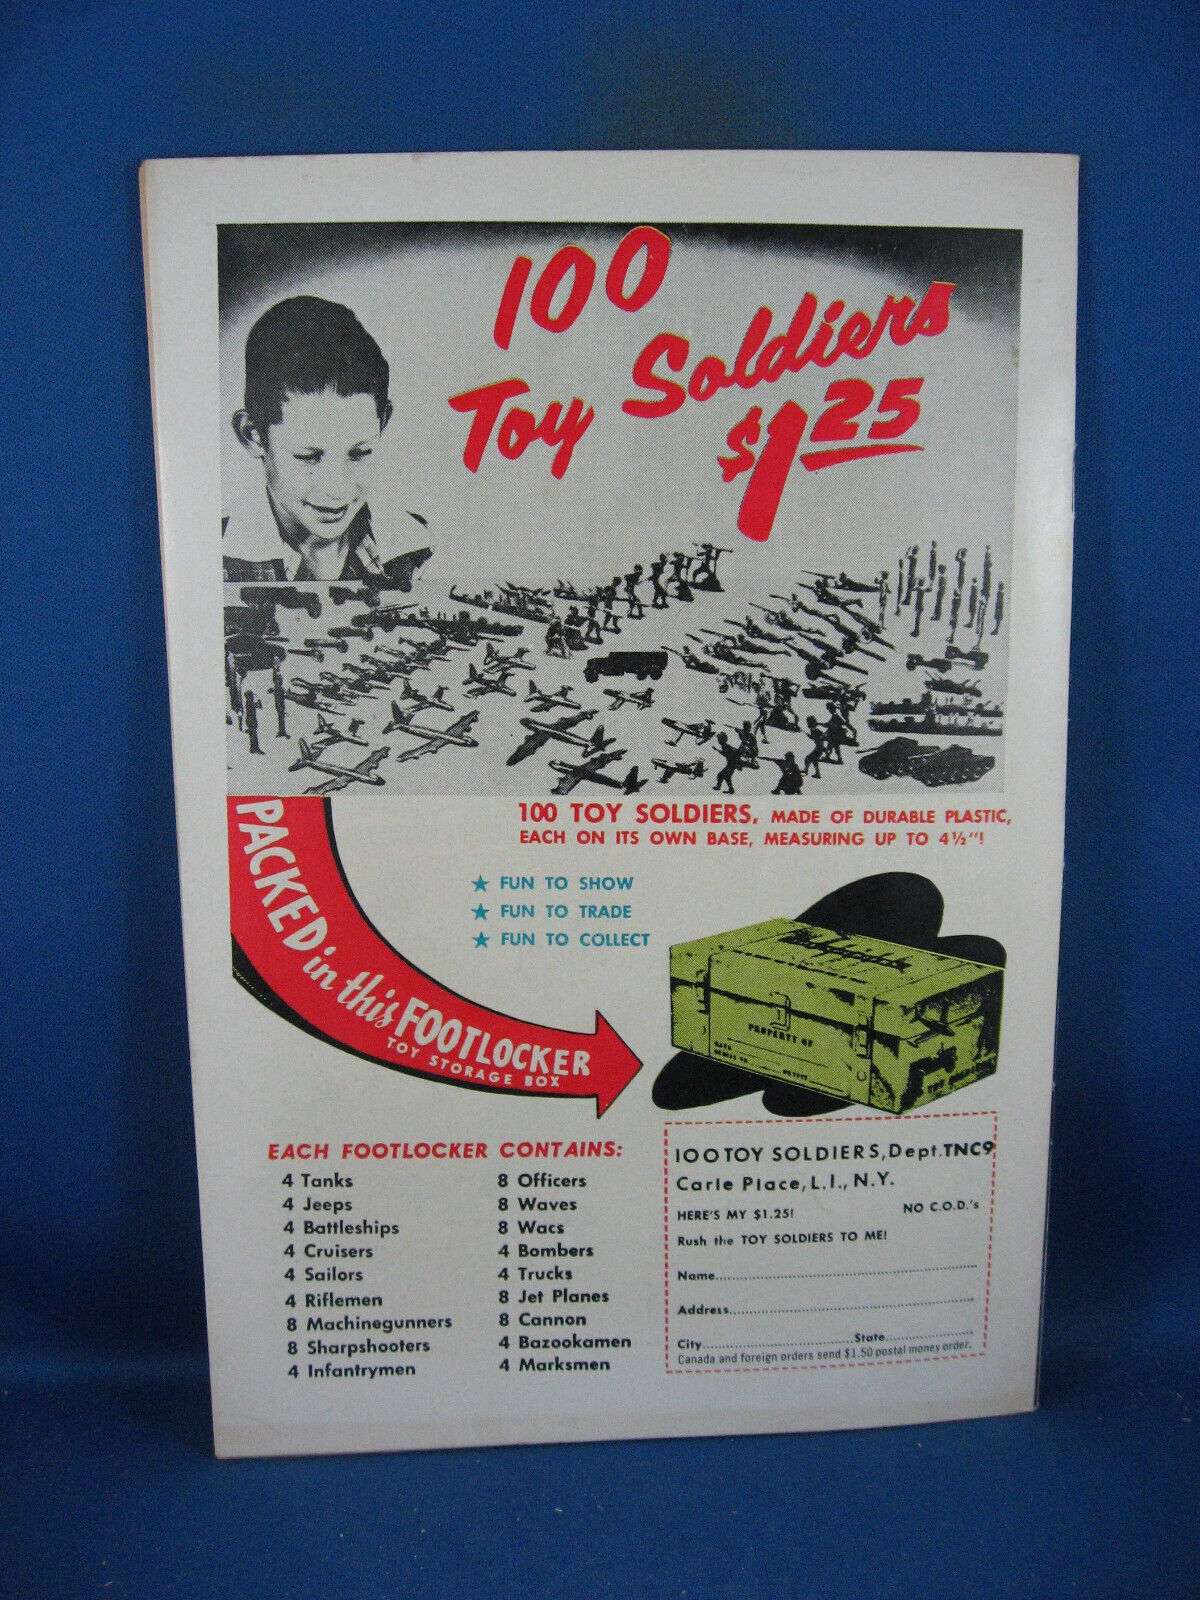 100
Toy Soldiers
$1.25
100 TOY SOLDIERS, MADE OF DURABLE PLASTIC,
EACH ON ITS OWN BASE, MEASURING UP TO 4½"!
PACKED in this FOOTLOCKER
TOY STORAGE BOX
★ FUN TO SHOW
★ FUN TO TRADE
★ FUN TO COLLECT
PROPERTY OF
EACH FOOTLOCKER CONTAINS:
4 Tanks
4 Jeeps
4 Battleships
4 Cruisers
4 Sailors
4 Riflemen
8 Machinegunners
8 Sharpshooters
4 Infantrymen
8 Officers
8 Waves
8 Wacs
4 Bombers
4 Trucks
8 Jet Planes
8 Cannon
4 Bazookamen
4 Marksmen
100 TOY SOLDIERS, Dept. TNC9
Carle Place, L.I., N.Y.
HERE'S MY $1.25! NO C.O.D.'s
Rush the TOY SOLDIERS TO ME!
Name
Address
City State
Canada and foreign orders send $1.50 postal money order.